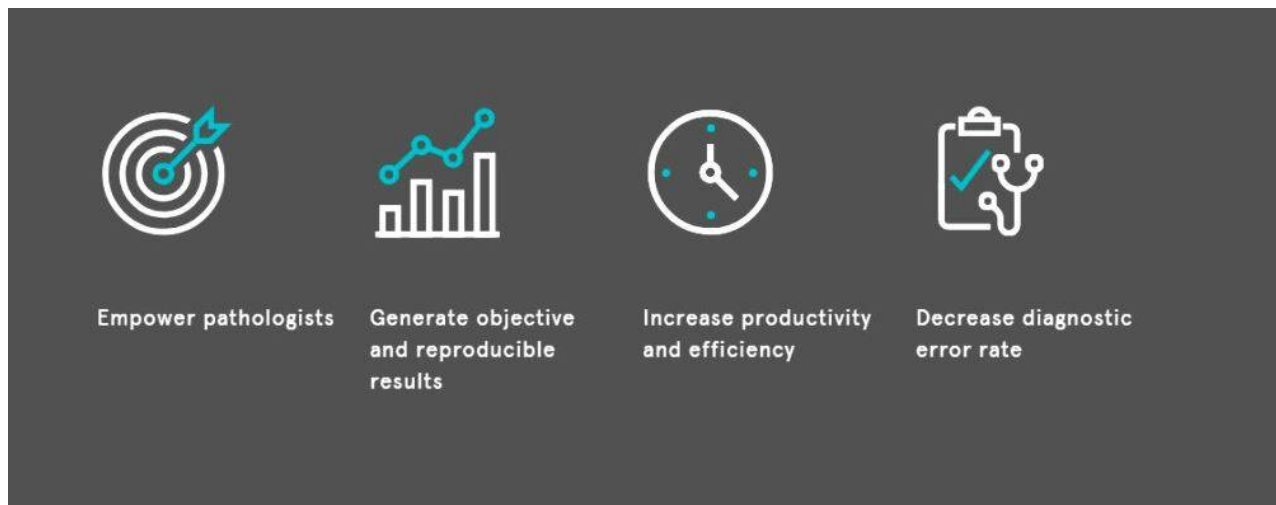 Empower pathologists
Generate objective
and reproducible
results
Increase productivity
and efficiency
Decrease diagnostic
error rate